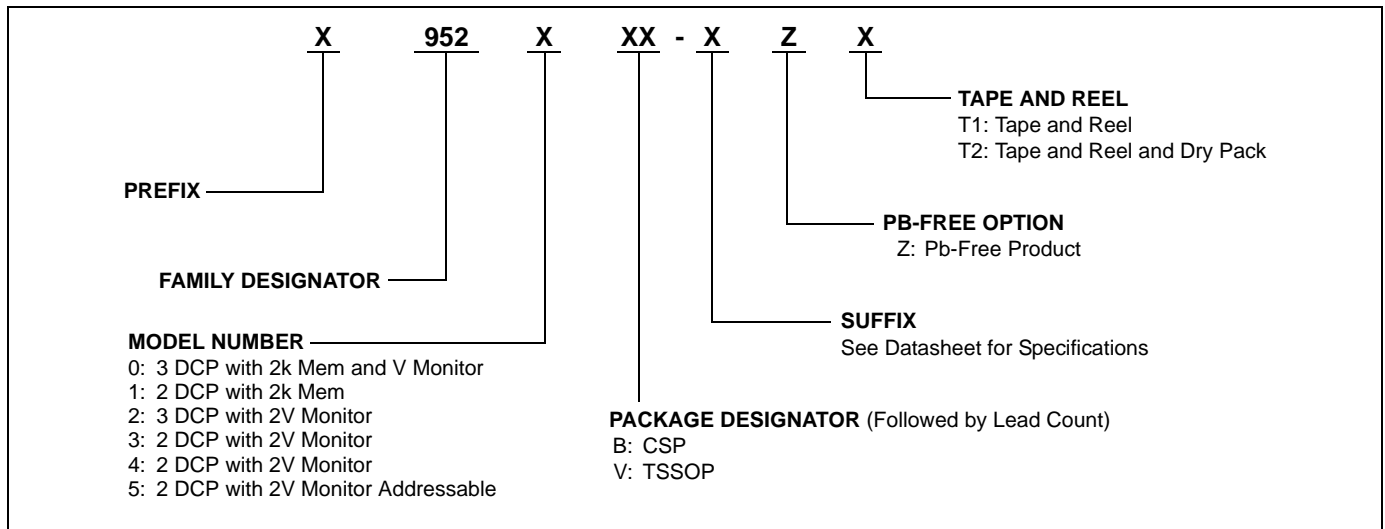 X 952 X XX - X Z X
TAPE AND REEL
T1: Tape and Reel
T2: Tape and Reel and Dry Pack
PREFIX
PB-FREE OPTION
Z: Pb-Free Product
FAMILY DESIGNATOR
SUFFIX
See Datasheet for Specifications
MODEL NUMBER
0: 3 DCP with 2k Mem and V Monitor
1: 2 DCP with 2k Mem
2: 3 DCP with 2V Monitor
3: 2 DCP with 2V Monitor
4: 2 DCP with 2V Monitor
5: 2 DCP with 2V Monitor Addressable
PACKAGE DESIGNATOR (Followed by Lead Count)
B: CSP
V: TSSOP